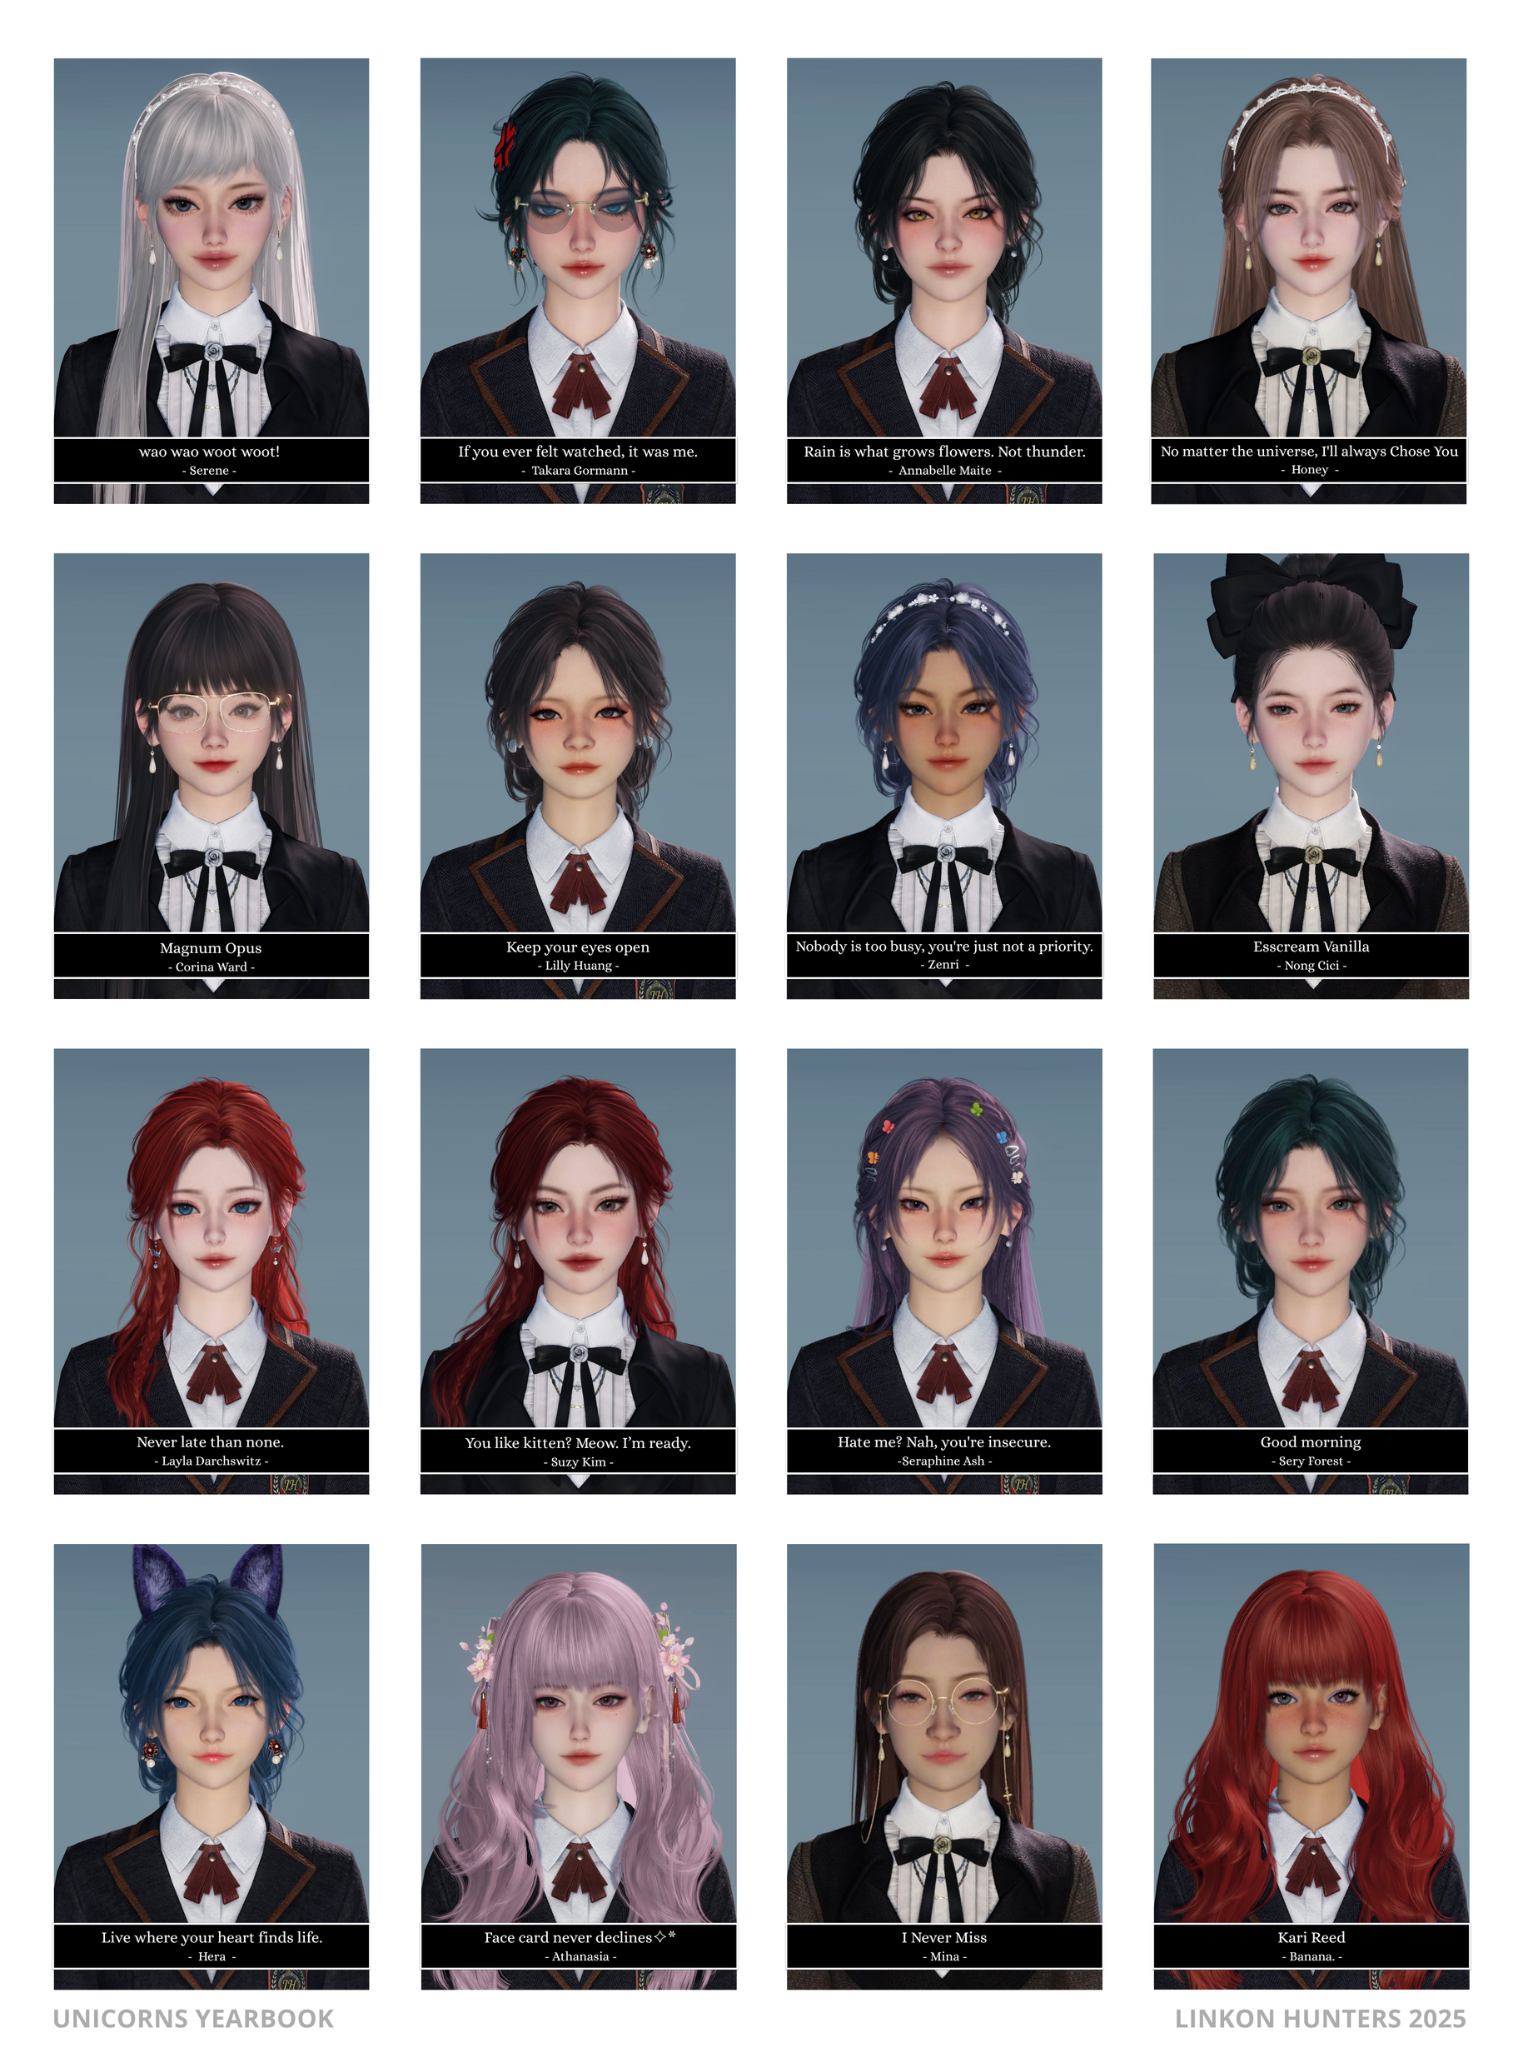 wao wao woot woot!
- Serene -
If you ever felt watched, it was me.
- Takara Gormann -
Rain is what grows flowers. Not thunder.
- Annabelle Maite -
No matter the universe, I'll always Chose You
- Honey -
Magnum Opus
- Corina Ward -
Keep your eyes open
- Lilly Huang -
Nobody is too busy, you're just not a priority.
- Zenri -
Esscream Vanilla
- Nong Cici -
Never late than none.
- Layla Darchswitz -
You like kitten? Meow. I'm ready.
- Suzy Kim -
Hate me? Nah, you're insecure.
-Seraphine Ash -
Good morning
- Sery Forest -
Live where your heart finds life.
- Hera -
Face card never declines✧*
- Athanasia -
I Never Miss
- Mina -
Kari Reed
- Banana. -
UNICORNS YEARBOOK
LINKON HUNTERS 2025